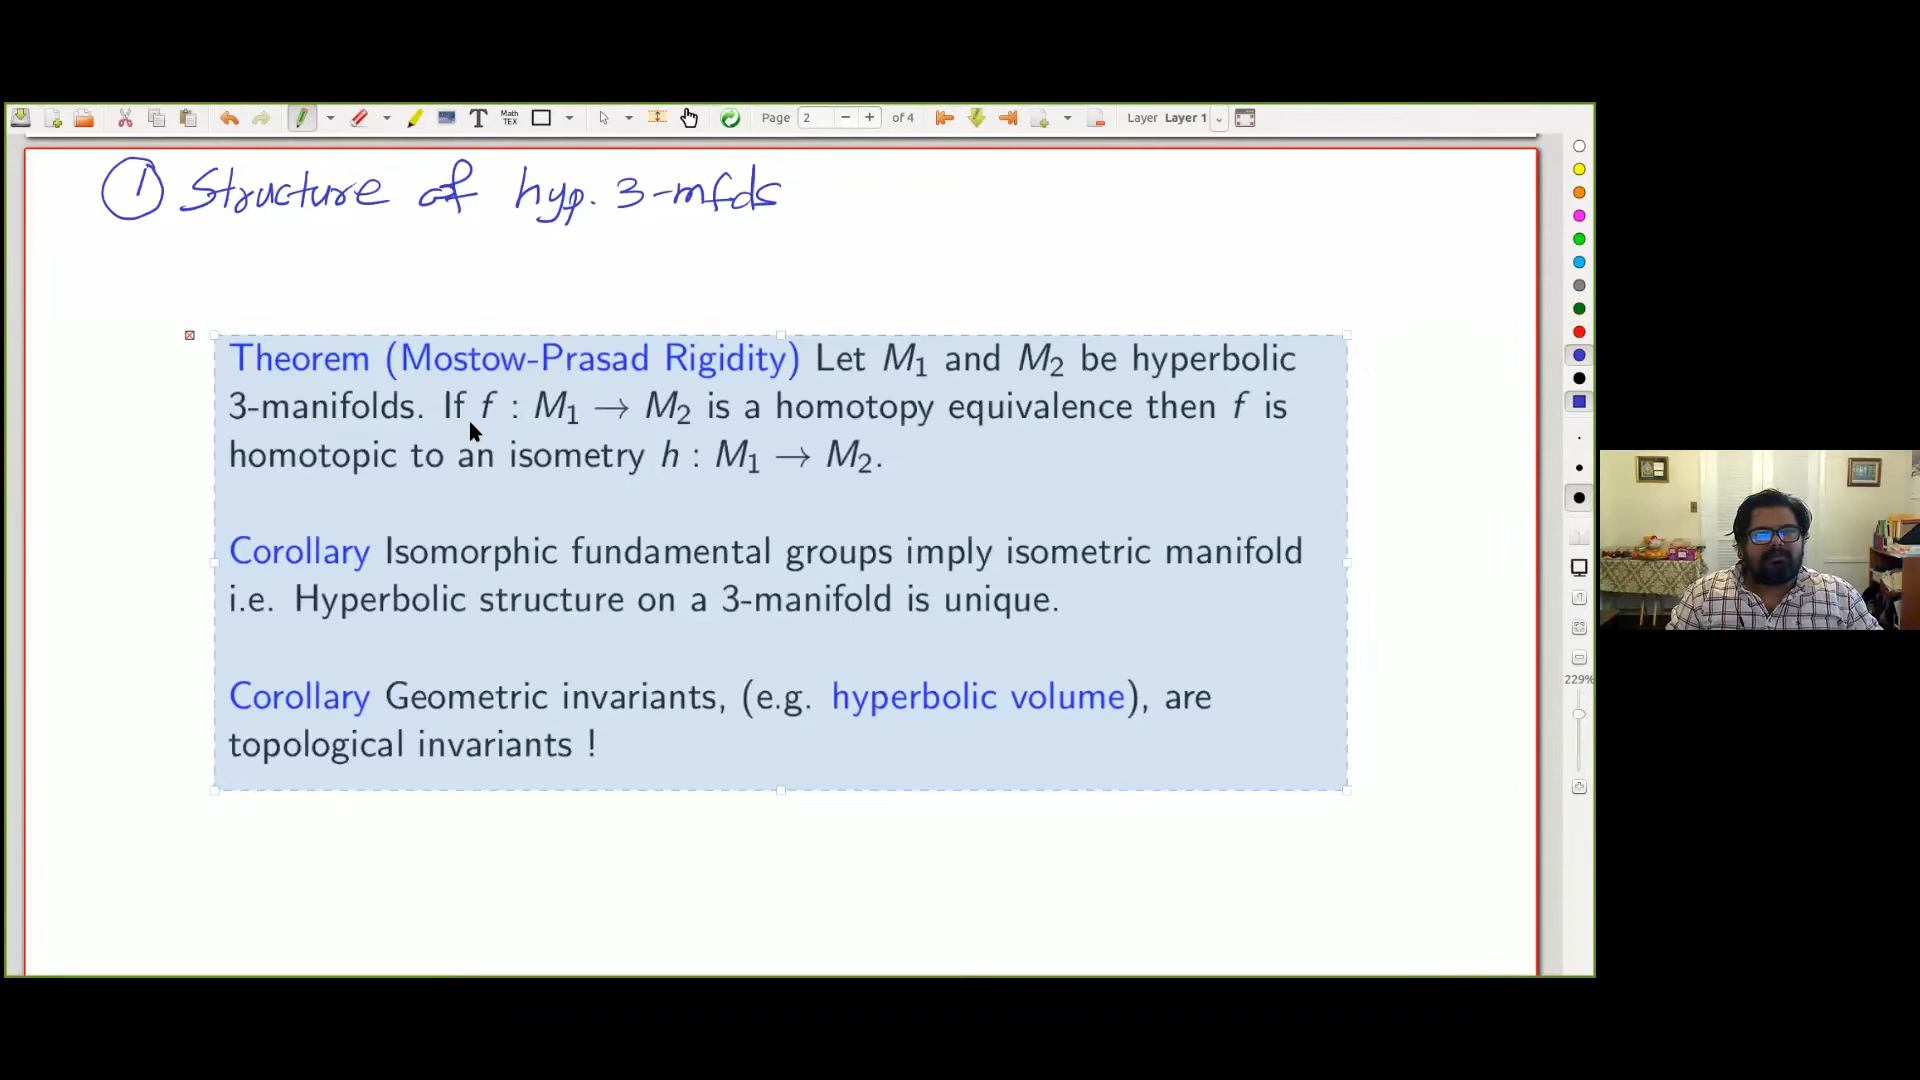 Math
TEX
Page 2 of 4 Layer Layer 1
① Structure of hyp. 3-mfds
Theorem (Mostow-Prasad Rigidity) Let M₁ and M₂ be hyperbolic
3-manifolds. If f : M₁ → M₂ is a homotopy equivalence then f is
homotopic to an isometry h : M₁ → M₂.
Corollary Isomorphic fundamental groups imply isometric manifold
i.e. Hyperbolic structure on a 3-manifold is unique.
Corollary Geometric invariants, (e.g. hyperbolic volume), are
topological invariants !
229%